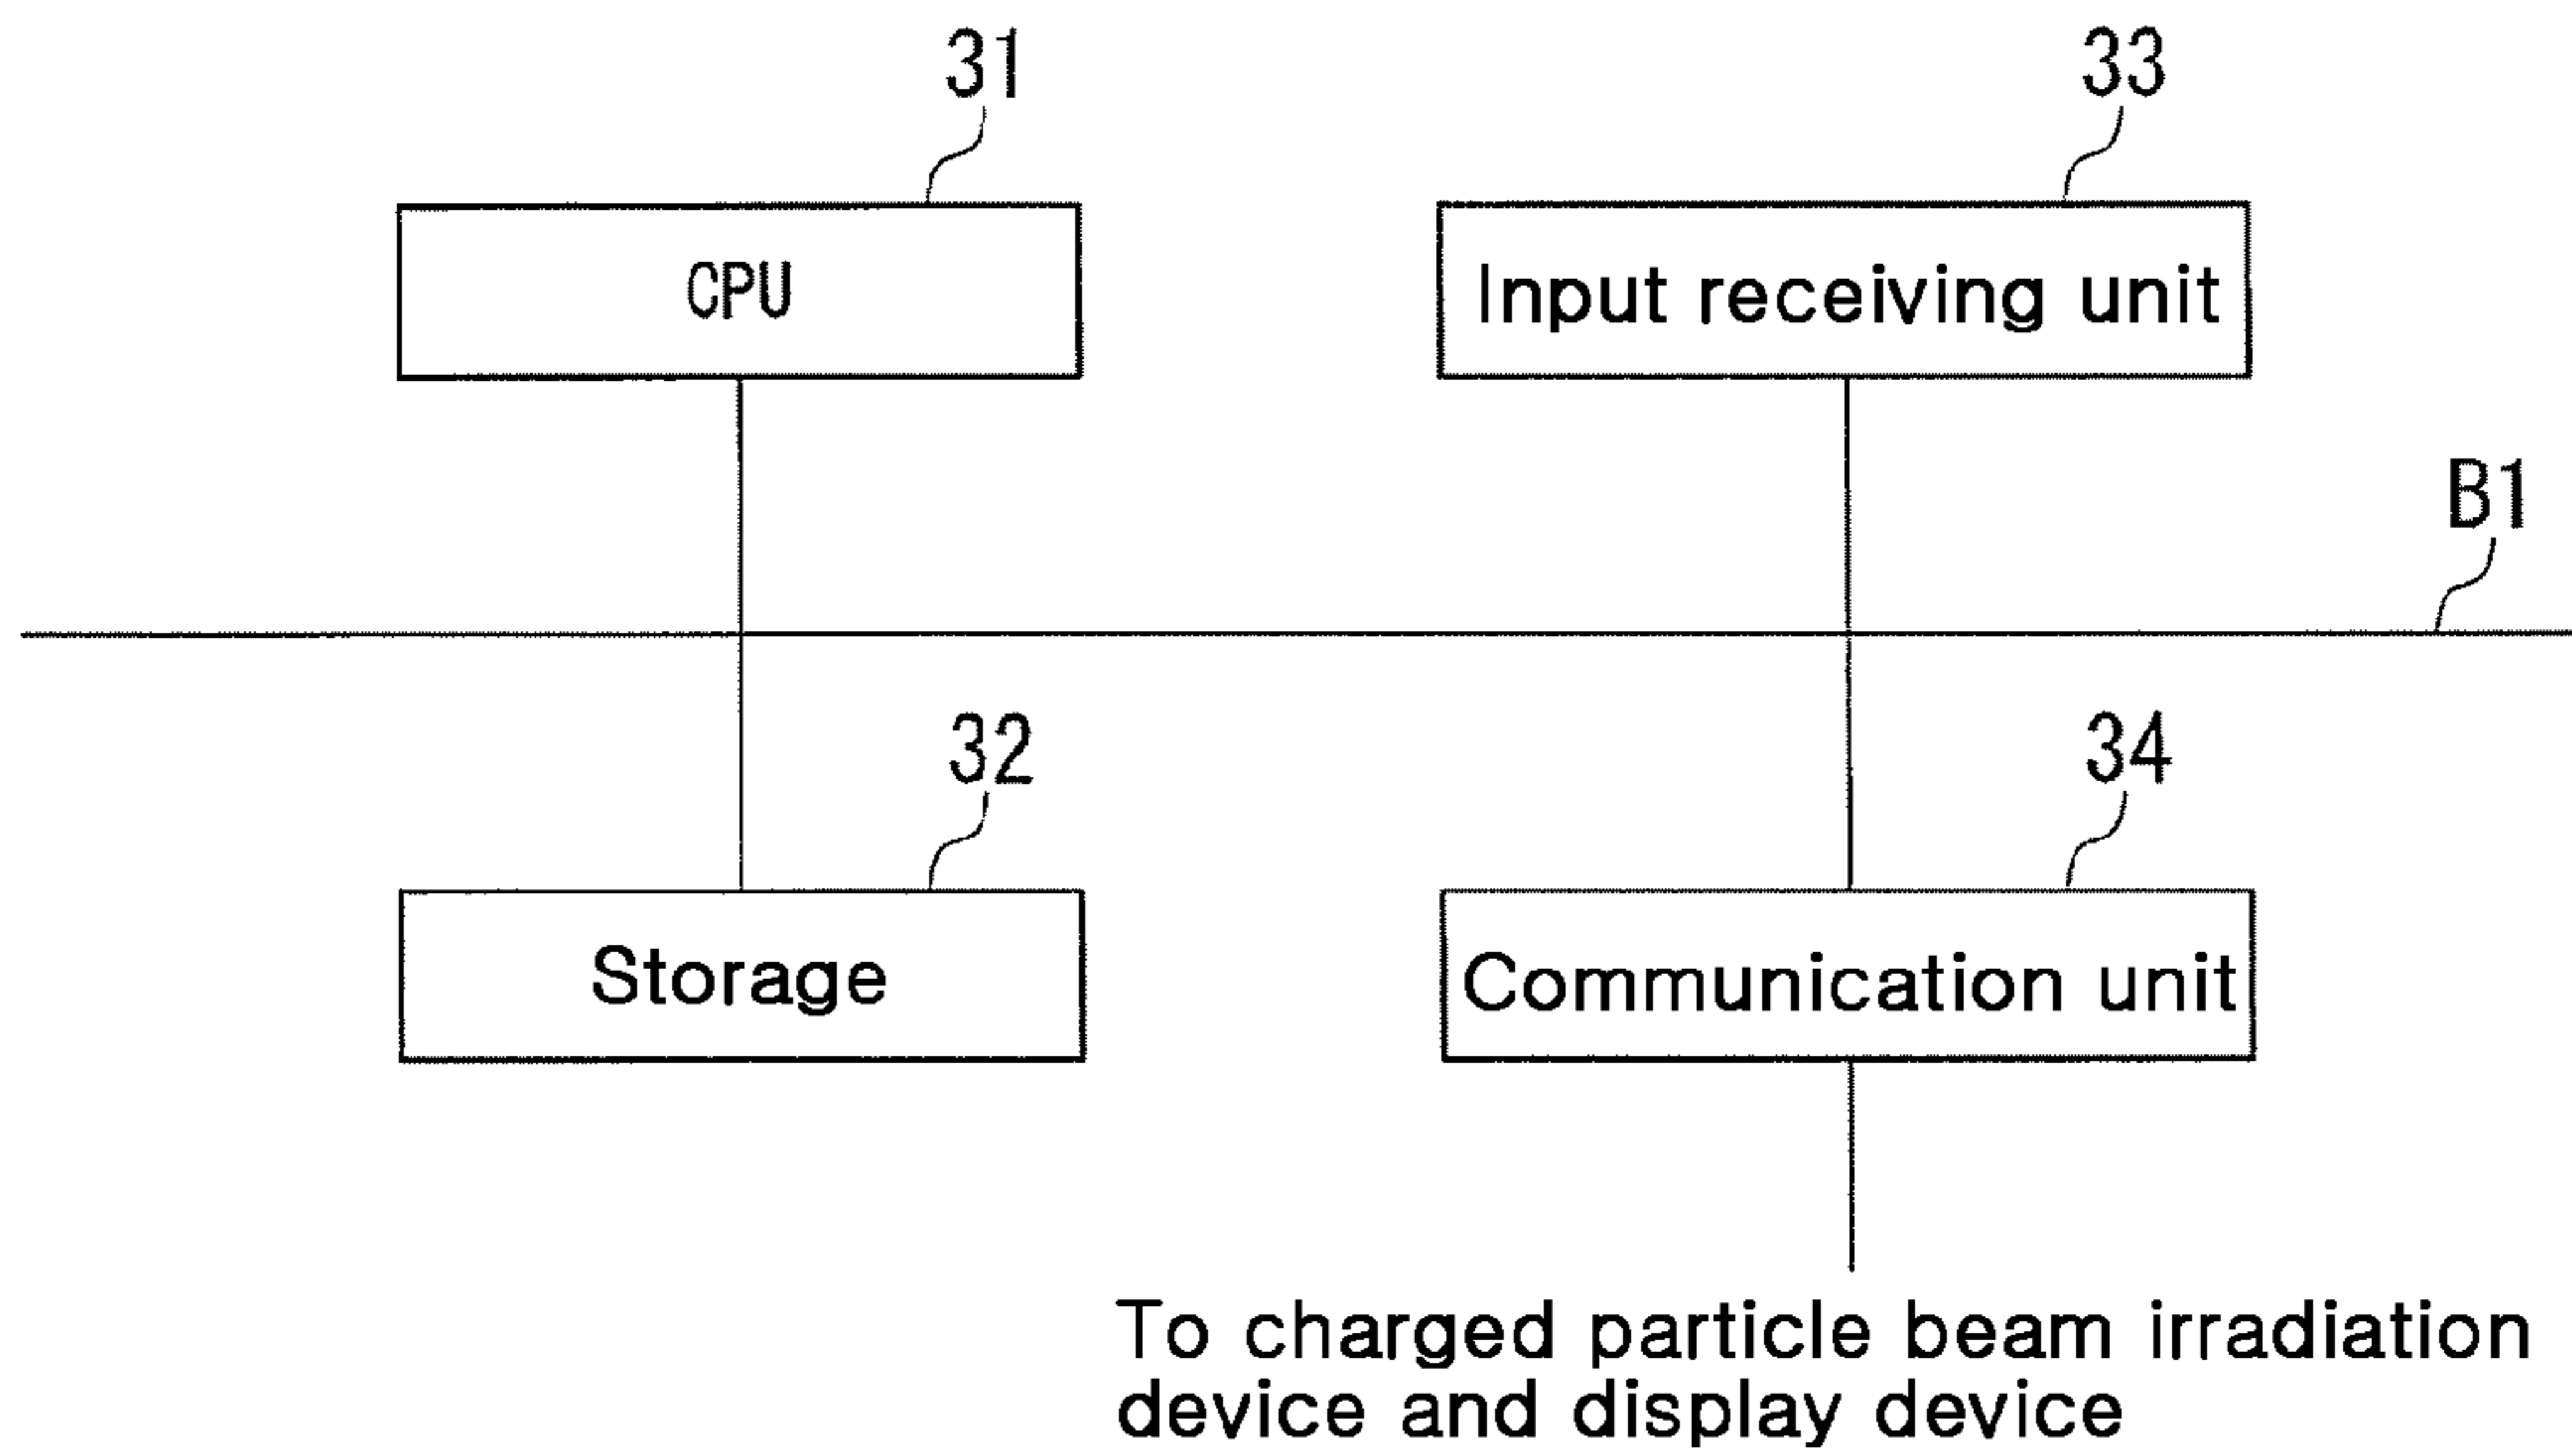 31
33
CPU
Input receiving unit
B1
32
34
Storage
Communication unit
To charged particle beam irradiation
device and display device